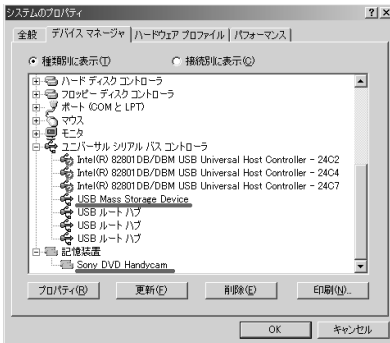 システムのプロパティ
全般 デバイス マネージャ ハードウェア プロファイル パフォーマンス
種類別に表示(T) 接続別に表示(C)
ハード ディスク コントローラ
フロッピー ディスク コントローラ
ポート (COM と LPT)
マウス
モニタ
ユニバーサル シリアル バス コントローラ
Intel(R) 82801DB/DBM USB Universal Host Controller - 24C2
Intel(R) 82801DB/DBM USB Universal Host Controller - 24C4
Intel(R) 82801DB/DBM USB Universal Host Controller - 24C7
USB Mass Storage Device
USB ルート ハブ
USB ルート ハブ
USB ルート ハブ
記憶装置
Sony DVD Handycam
プロパティ(R) 更新(F) 削除(E) 印刷(N)...
OK キャンセル